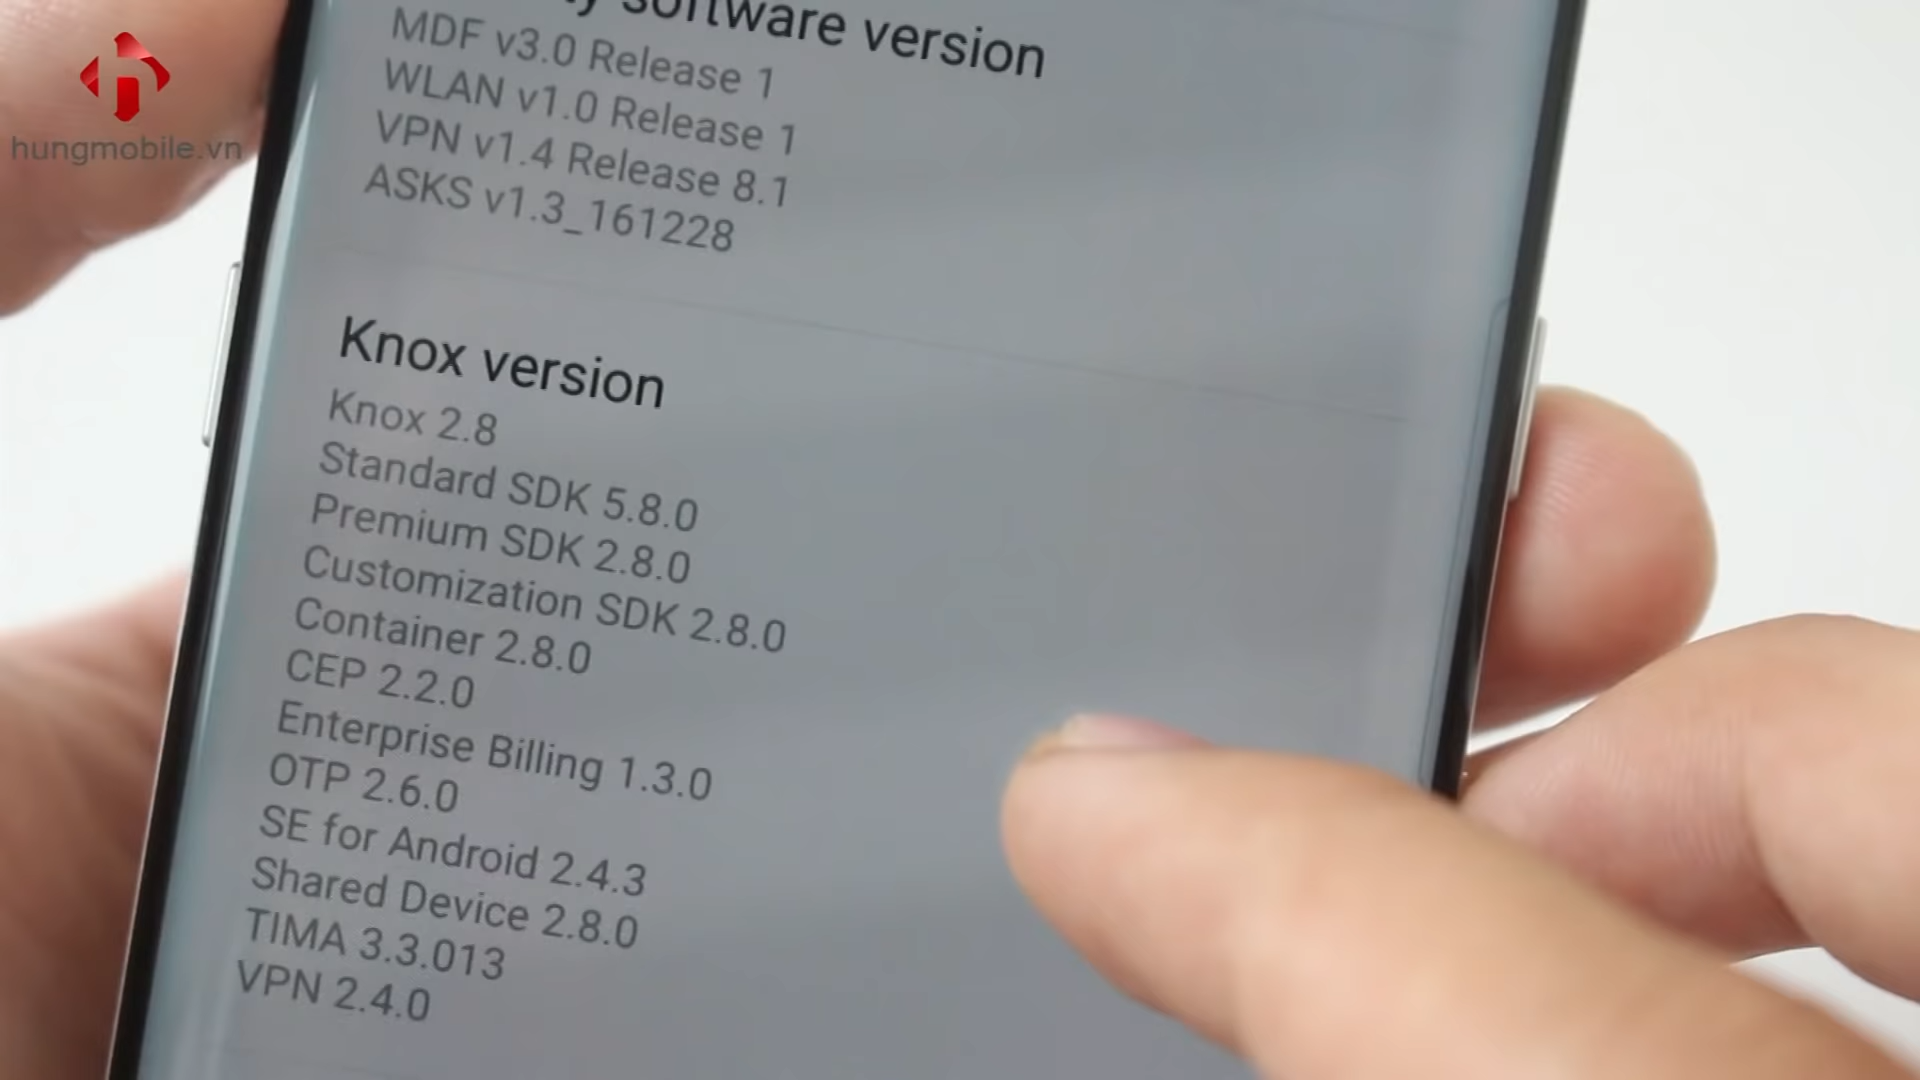 hungmobile.vn
software version
MDF v3.0 Release 1
WLAN v1.0 Release 1
VPN v1.4 Release 8.1
ASKS v1.3_161228
Knox version
Knox 2.8
Standard SDK 5.8.0
Premium SDK 2.8.0
Customization SDK 2.8.0
Container 2.8.0
CEP 2.2.0
Enterprise Billing 1.3.0
OTP 2.6.0
SE for Android 2.4.3
Shared Device 2.8.0
TIMA 3.3.013
VPN 2.4.0